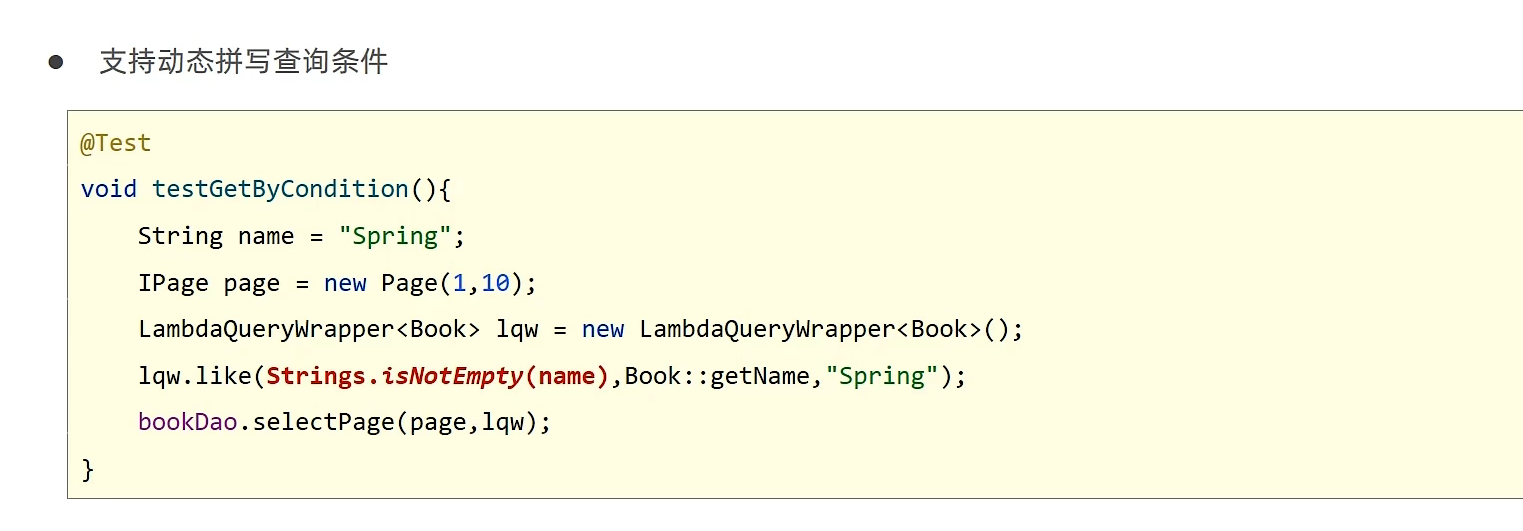 ● 支持动态拼写查询条件
@Test
void testGetByCondition(){
    String name = "Spring";
    IPage page = new Page(1,10);
    LambdaQueryWrapper<Book> lqw = new LambdaQueryWrapper<Book>();
    lqw.like(Strings.isNotEmpty(name),Book::getName,"Spring");
    bookDao.selectPage(page,lqw);
}